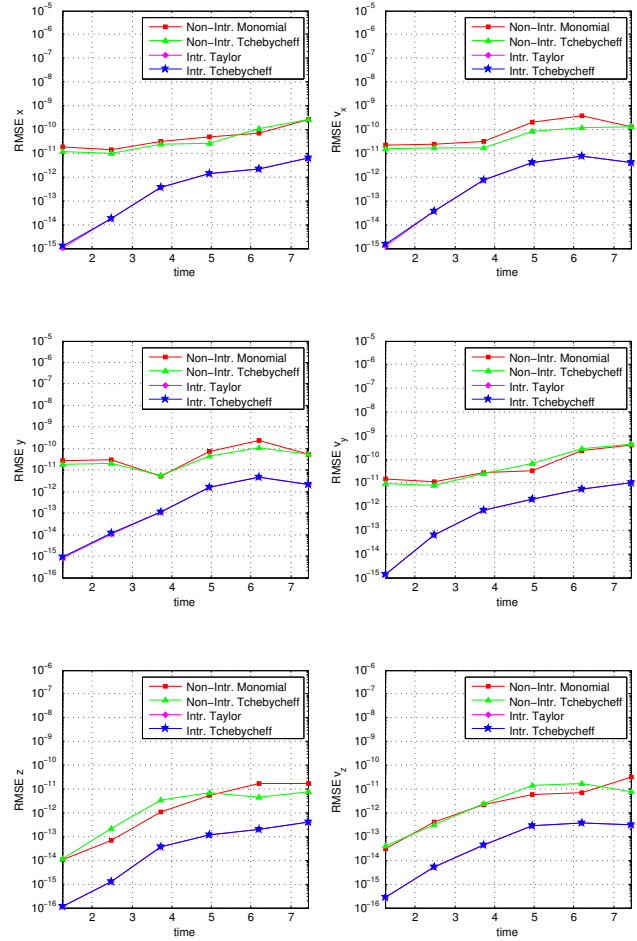 10−5
10−6
10−7
10−8
10−9
10−10
10−11
10−12
10−13
10−14
10−15
RMSE x
2 3 4 5 6 7
time
Non−Intr. Monomial
Non−Intr. Tchebycheff
Intr. Taylor
Intr. Tchebycheff
10−5
10−6
10−7
10−8
10−9
10−10
10−11
10−12
10−13
10−14
10−15
RMSE vx
2 3 4 5 6 7
time
Non−Intr. Monomial
Non−Intr. Tchebycheff
Intr. Taylor
Intr. Tchebycheff
10−5
10−6
10−7
10−8
10−9
10−10
10−11
10−12
10−13
10−14
10−15
10−16
RMSE y
2 3 4 5 6 7
time
Non−Intr. Monomial
Non−Intr. Tchebycheff
Intr. Taylor
Intr. Tchebycheff
10−5
10−6
10−7
10−8
10−9
10−10
10−11
10−12
10−13
10−14
10−15
RMSE vy
2 3 4 5 6 7
time
Non−Intr. Monomial
Non−Intr. Tchebycheff
Intr. Taylor
Intr. Tchebycheff
10−6
10−7
10−8
10−9
10−10
10−11
10−12
10−13
10−14
10−15
10−16
RMSE z
2 3 4 5 6 7
time
Non−Intr. Monomial
Non−Intr. Tchebycheff
Intr. Taylor
Intr. Tchebycheff
10−6
10−7
10−8
10−9
10−10
10−11
10−12
10−13
10−14
10−15
10−16
RMSE vz
2 3 4 5 6 7
time
Non−Intr. Monomial
Non−Intr. Tchebycheff
Intr. Taylor
Intr. Tchebycheff